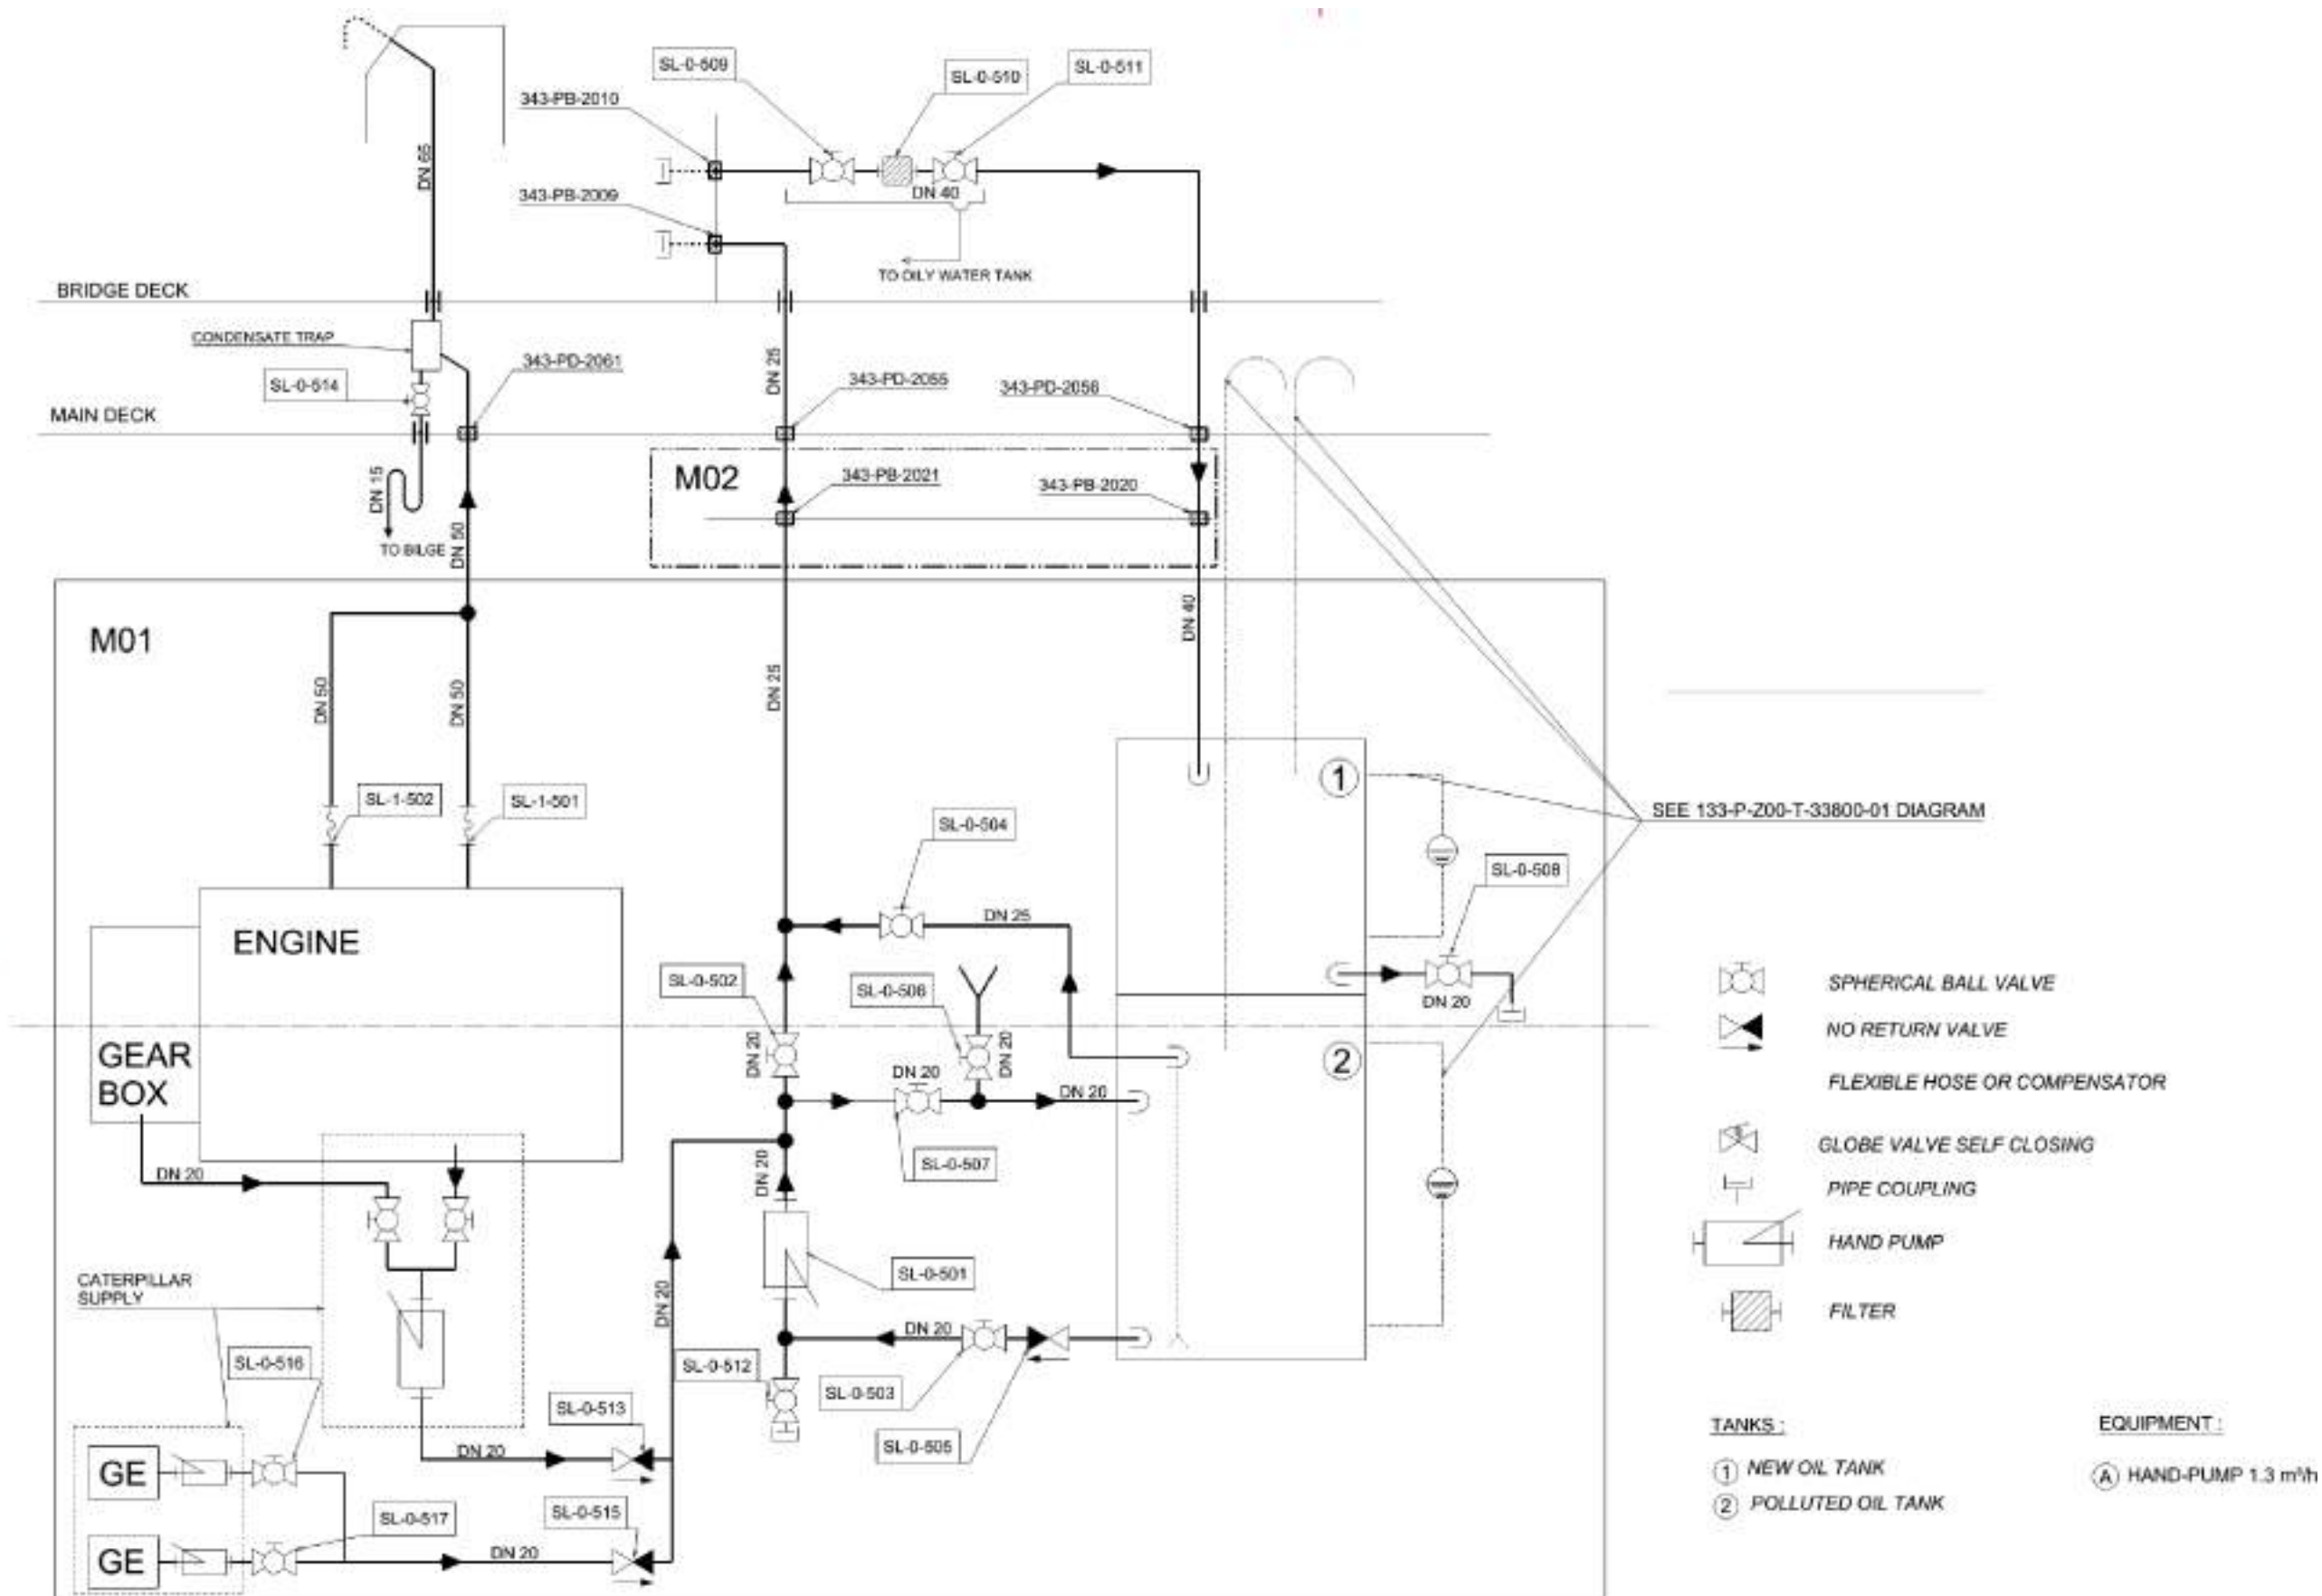 SL-0-509
SL-0-510
SL-0-511
343-PB-2010
DN 65
DN 40
343-PB-2009
TO OILY WATER TANK
BRIDGE DECK
CONDENSATE TRAP
343-PD-2061
DN 25
343-PD-2055
343-PD-2056
SL-0-514
MAIN DECK
M02
343-PB-2021
343-PB-2020
DN 15
TO BILGE
DN 50
M01
DN 40
DN 50
DN 50
DN 25
1
SL-1-502
SL-1-501
SL-0-504
SEE 133-P-Z00-T-33800-01 DIAGRAM
SL-0-508
DN 25
ENGINE
SL-0-502
SL-0-506
DN 20
SPHERICAL BALL VALVE
NO RETURN VALVE
GEAR
BOX
DN 20
DN 20
DN 20
DN 20
2
FLEXIBLE HOSE OR COMPENSATOR
GLOBE VALVE SELF CLOSING
DN 20
DN 20
SL-0-507
PIPE COUPLING
HAND PUMP
CATERPILLAR
SUPPLY
SL-0-501
DN 20
DN 20
FILTER
SL-0-516
SL-0-512
SL-0-503
SL-0-513
SL-0-505
TANKS :
EQUIPMENT :
DN 20
GE
1 NEW OIL TANK
A HAND-PUMP 1.3 m³/h
2 POLLUTED OIL TANK
SL-0-517
SL-0-515
GE
DN 20